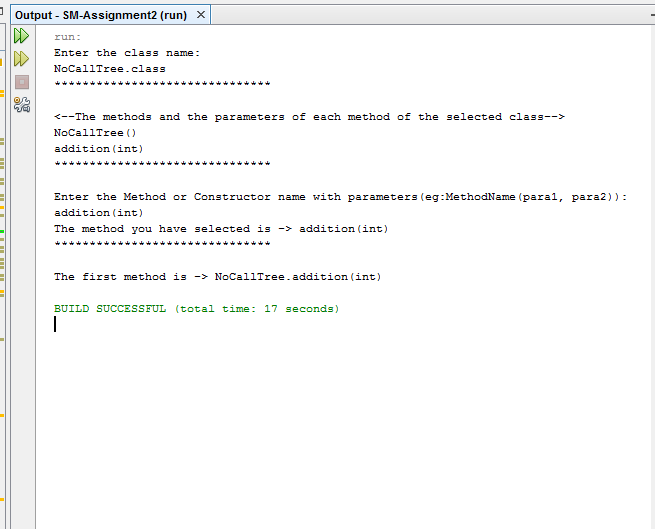 Output - SM-Assignment2 (run)
run:
Enter the class name:
NoCallTree.class
*******************************
<--The methods and the parameters of each method of the selected class-->
NoCallTree()
addition(int)
*******************************
Enter the Method or Constructor name with parameters(eg:MethodName(para1, para2)):
addition(int)
The method you have selected is -> addition(int)
*******************************
The first method is -> NoCallTree.addition(int)
BUILD SUCCESSFUL (total time: 17 seconds)